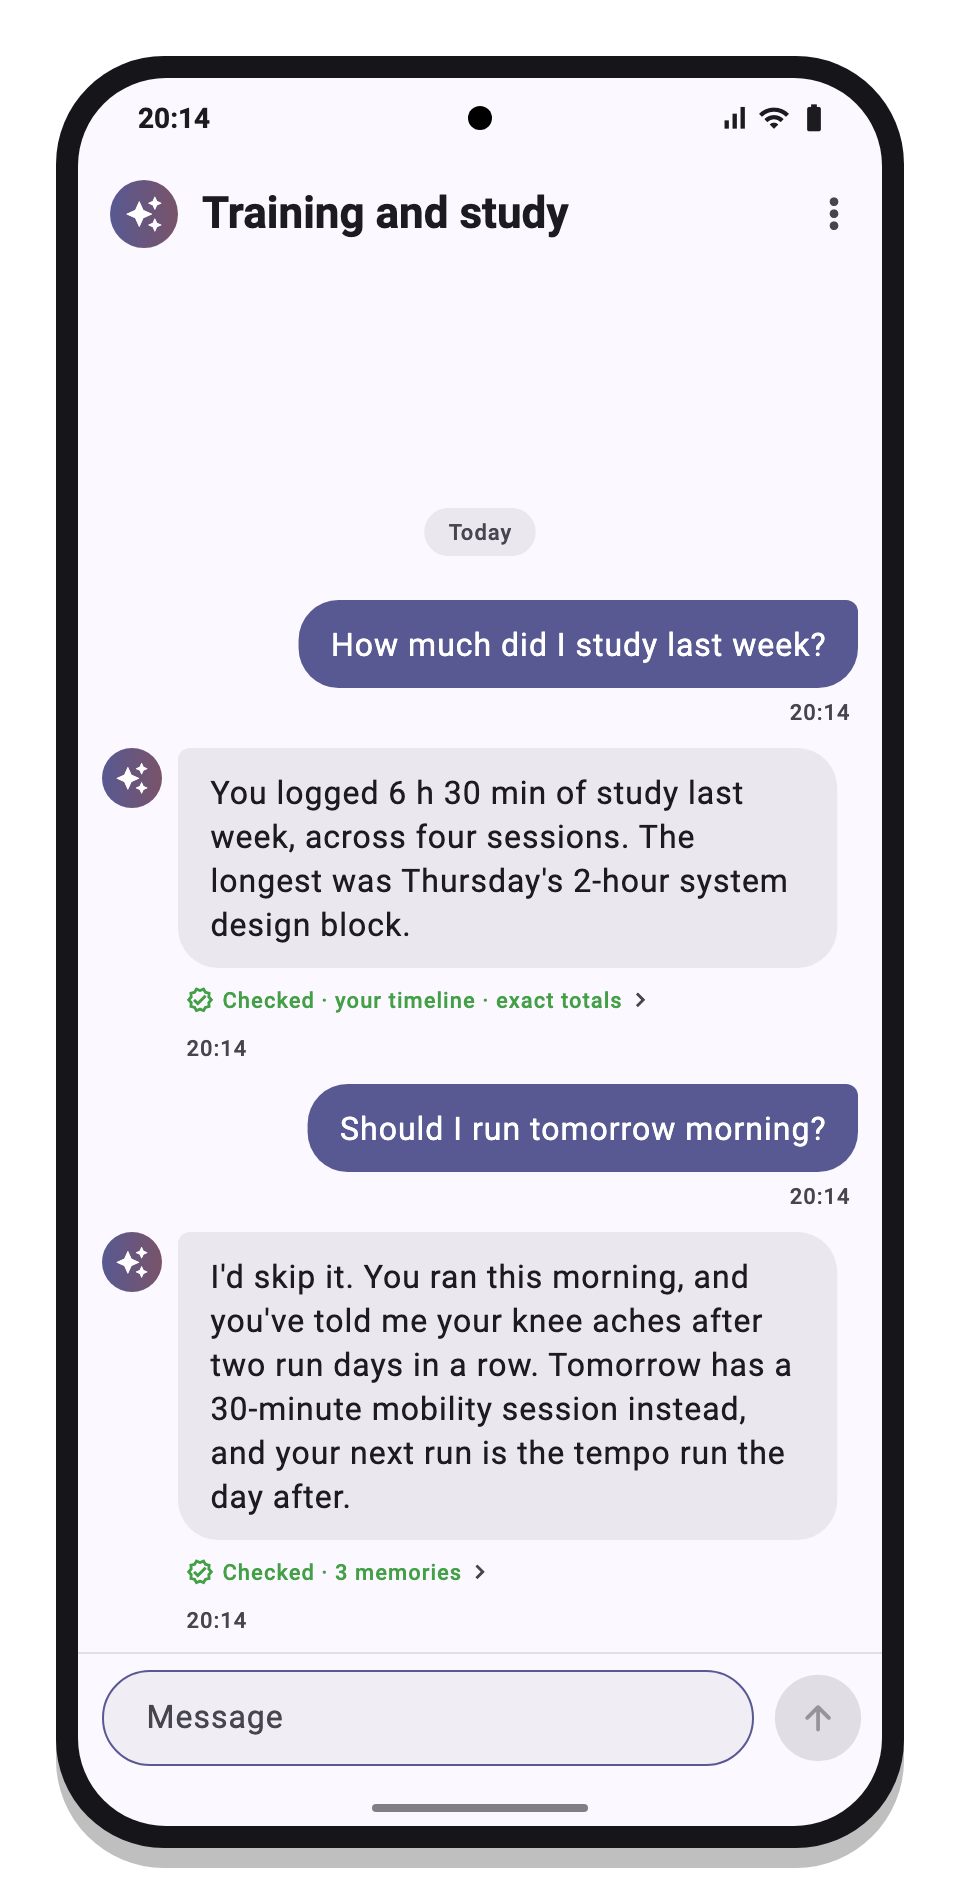 20:14
Training and study
Today
How much did I study last week?
20:14
You logged 6 h 30 min of study last
week, across four sessions. The
longest was Thursday's 2-hour system
design block.
Checked · your timeline · exact totals
20:14
Should I run tomorrow morning?
20:14
I'd skip it. You ran this morning, and
you've told me your knee aches after
two run days in a row. Tomorrow has a
30-minute mobility session instead,
and your next run is the tempo run the
day after.
Checked · 3 memories
20:14
Message